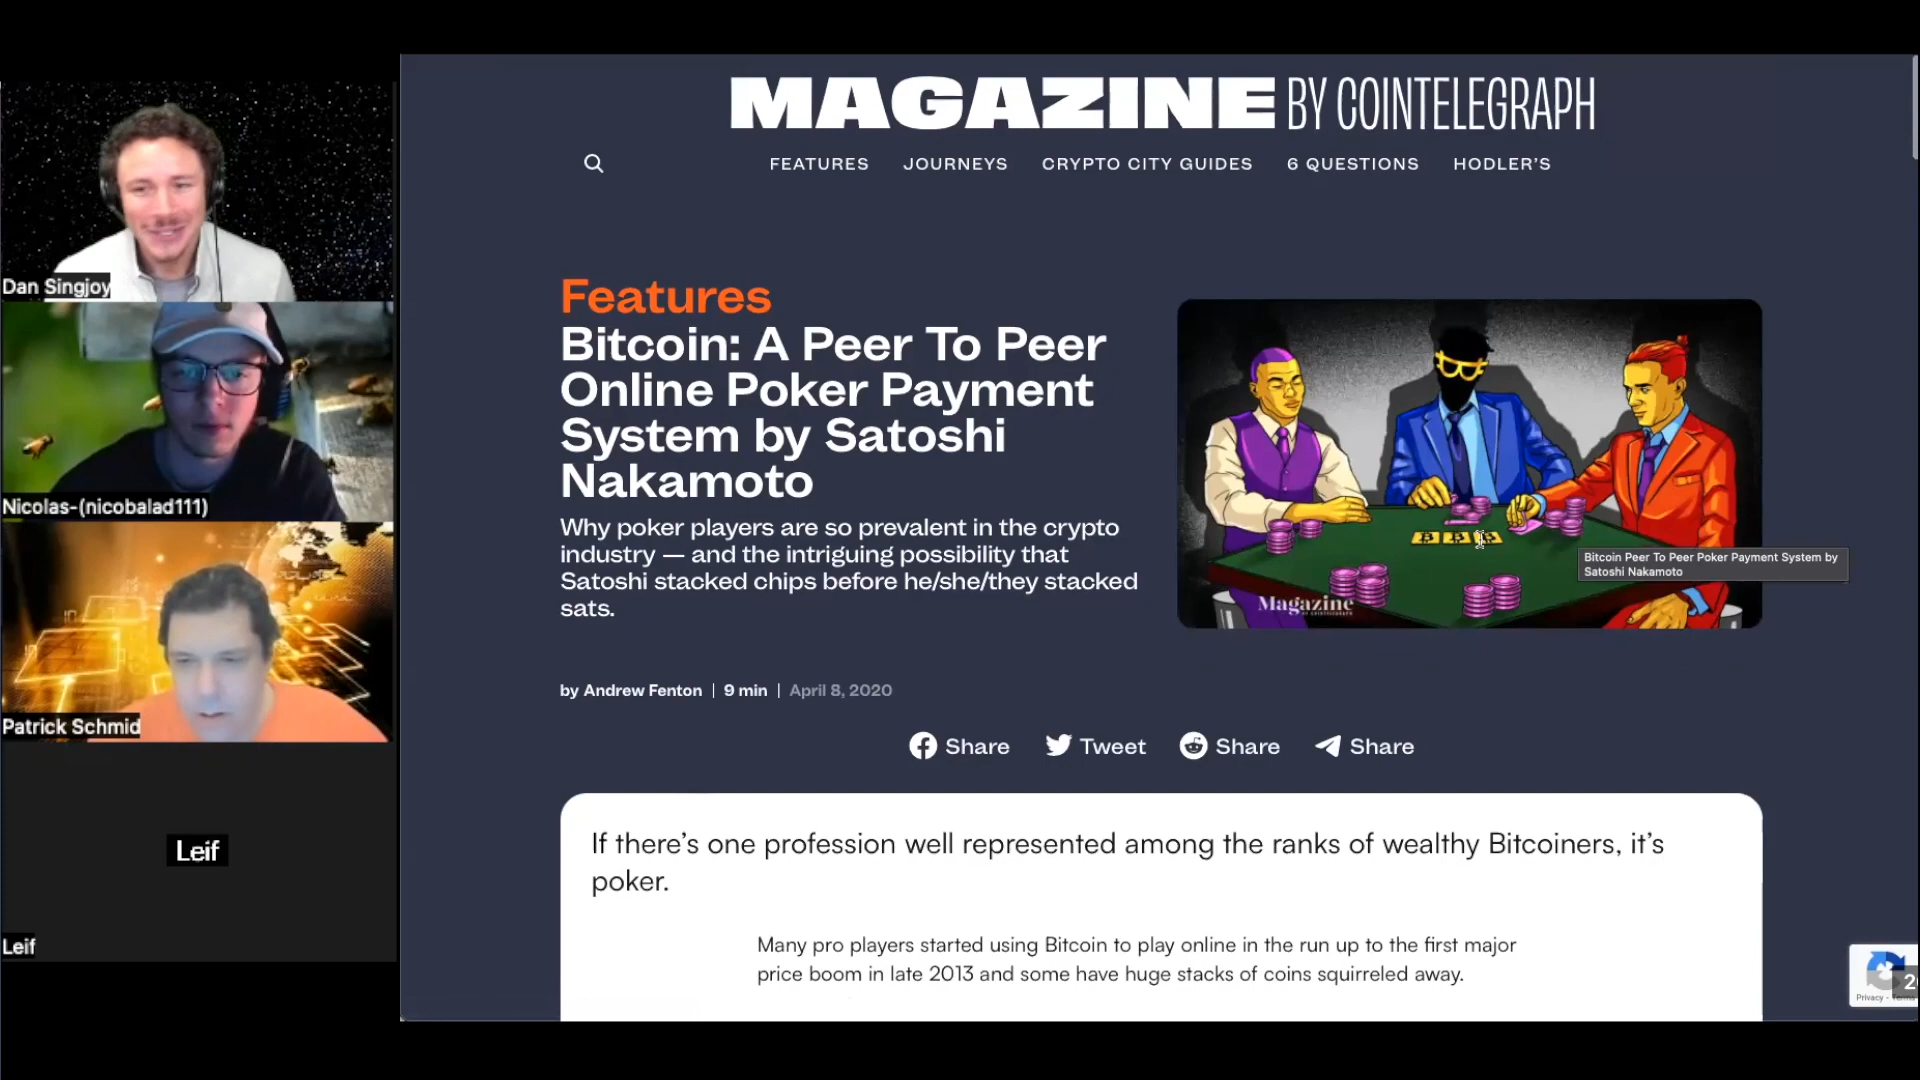 Dan Singjoy
Nicolas-(nicobalad111)
Patrick Schmid
Leif
Leif
MAGAZINE BY COINTELEGRAPH
FEATURES JOURNEYS CRYPTO CITY GUIDES 6 QUESTIONS HODLER'S
Features
Bitcoin: A Peer To Peer
Online Poker Payment
System by Satoshi
Nakamoto
Why poker players are so prevalent in the crypto
industry — and the intriguing possibility that
Satoshi stacked chips before he/she/they stacked
sats.
Magazine
Bitcoin Peer To Peer Poker Payment System by
Satoshi Nakamoto
by Andrew Fenton | 9 min | April 8, 2020
Share Tweet Share Share
If there's one profession well represented among the ranks of wealthy Bitcoiners, it's
poker.
Many pro players started using Bitcoin to play online in the run up to the first major
price boom in late 2013 and some have huge stacks of coins squirreled away.
Privacy -